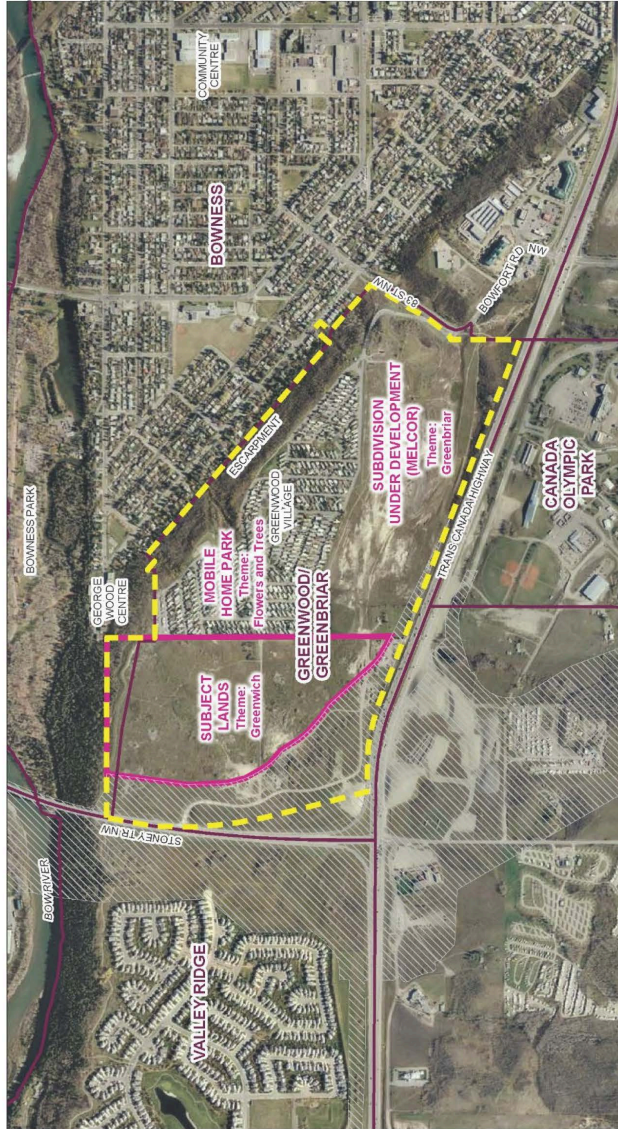 BOW RIVER
BOWNESS PARK
GEORGE
WOOD
CENTRE
COMMUNITY
CENTRE
BOWNESS
STONEY TR NW
ESCARPMENT
83 ST NW
BOWFORT RD
NW
VALLEY RIDGE
SUBJECT
LANDS
Theme:
Greenwich
MOBILE
HOME PARK
Theme:
Flowers and Trees
GREENWOOD
VILLAGE
GREENWOOD/
GREENBRIAR
SUBDIVISION
UNDER DEVELOPMENT
(MELCOR)
Theme:
Greenbriar
TRANS CANADA HIGHWAY
CANADA
OLYMPIC
PARK